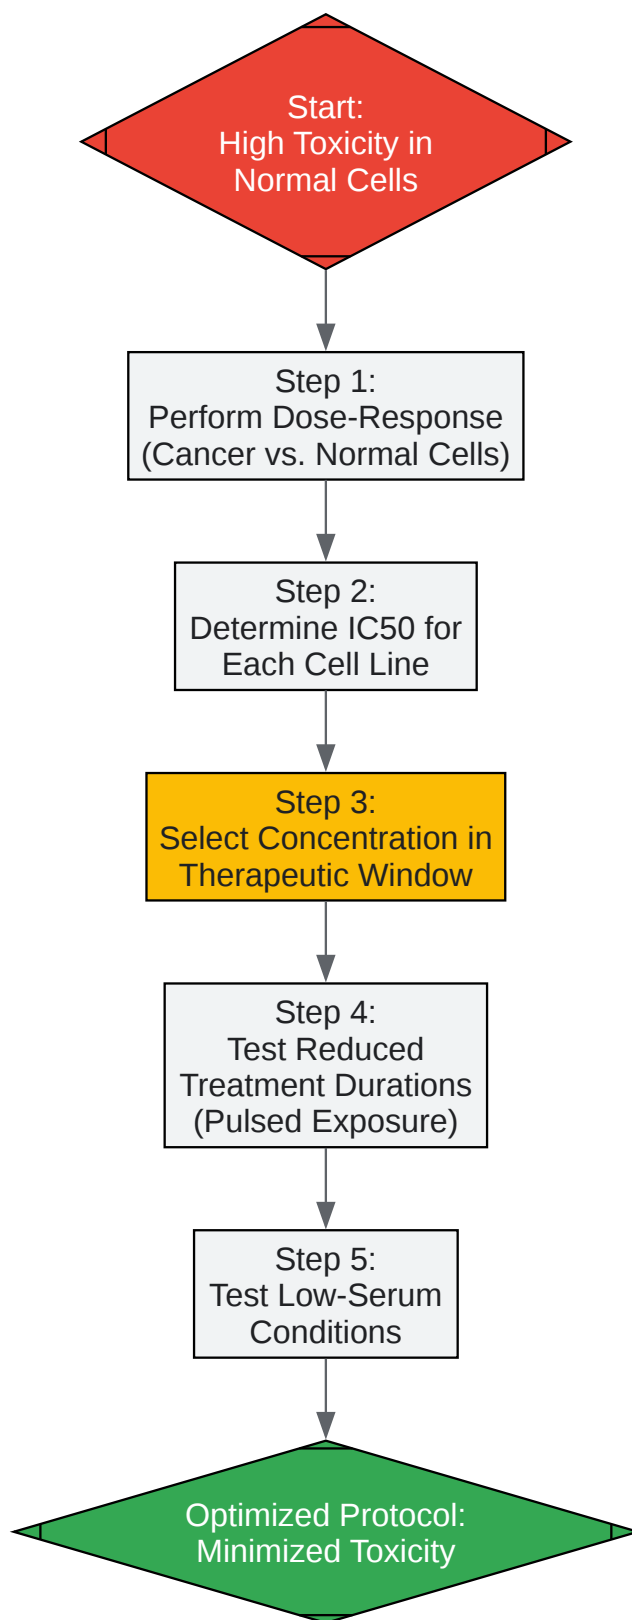 Start:
High Toxicity in
Normal Cells
Step 1:
Perform Dose-Response
(Cancer vs. Normal Cells)
Step 2:
Determine IC50 for
Each Cell Line
Step 3:
Select Concentration in
Therapeutic Window
Step 4:
Test Reduced
Treatment Durations
(Pulsed Exposure)
Step 5:
Test Low-Serum
Conditions
Optimized Protocol:
Minimized Toxicity